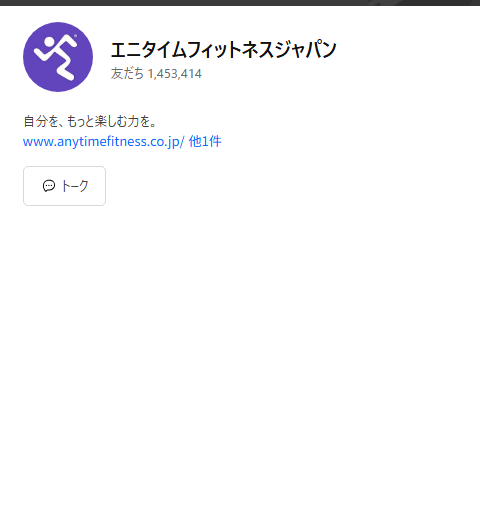 エニタイムフィットネスジャパン
友だち 1,453,414
自分を、もっと楽しむ力を。
www.anytimefitness.co.jp/ 他1件
トーク